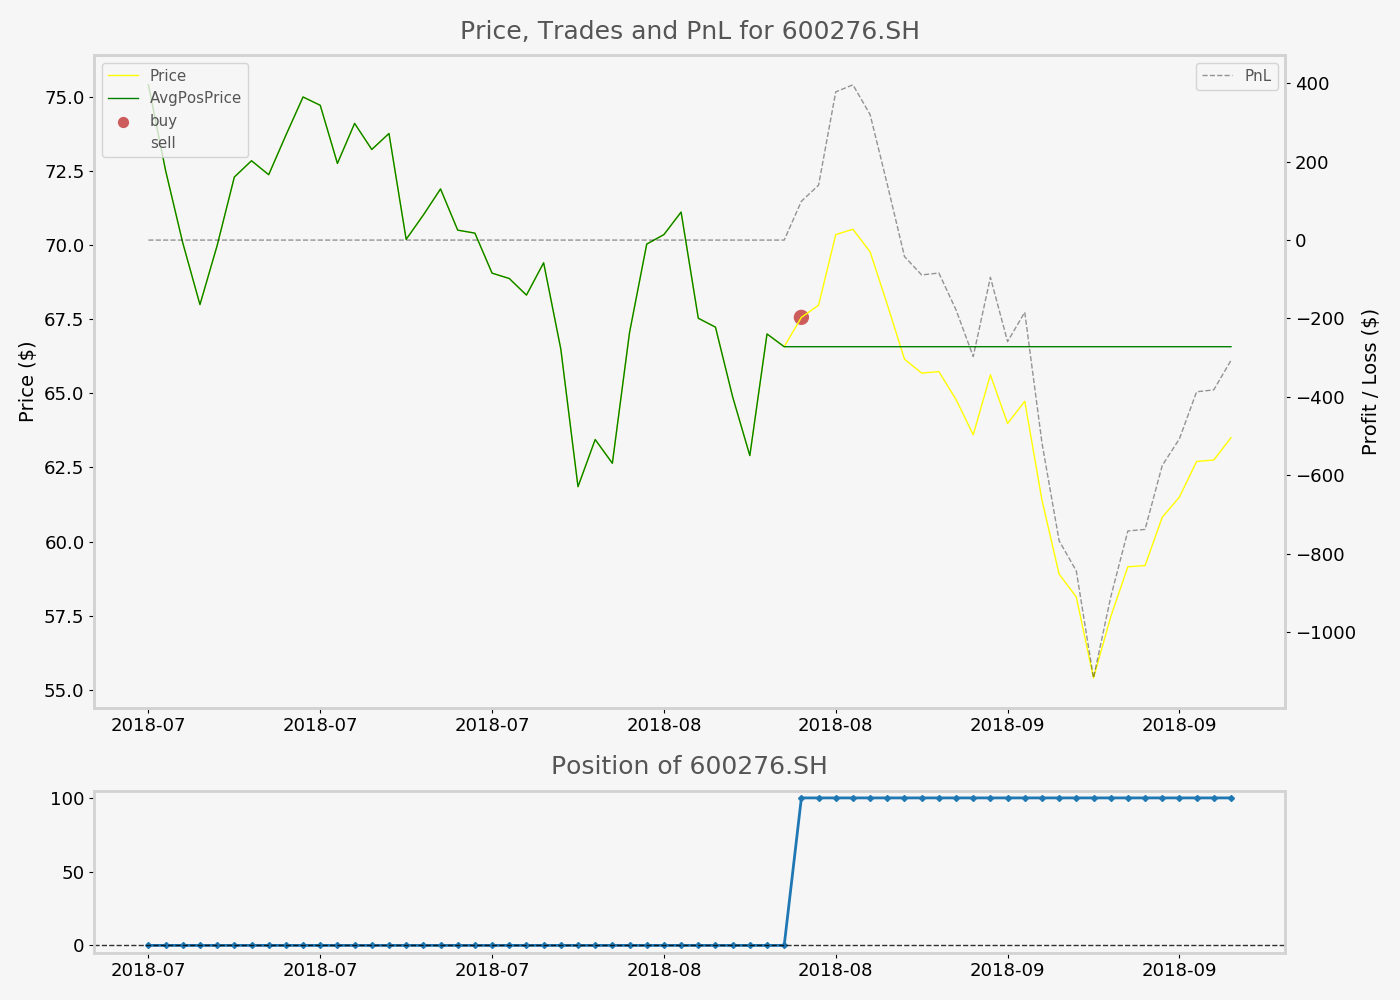 Price, Trades and PnL for 600276.SH
Price
AvgPosPrice
buy
sell
PnL
Price ($)
75.0
72.5
70.0
67.5
65.0
62.5
60.0
57.5
55.0
400
200
0
−200
−400
−600
−800
−1000
Profit / Loss ($)
2018-07 2018-07 2018-07 2018-08 2018-08 2018-09 2018-09
Position of 600276.SH
100
50
0
2018-07 2018-07 2018-07 2018-08 2018-08 2018-09 2018-09